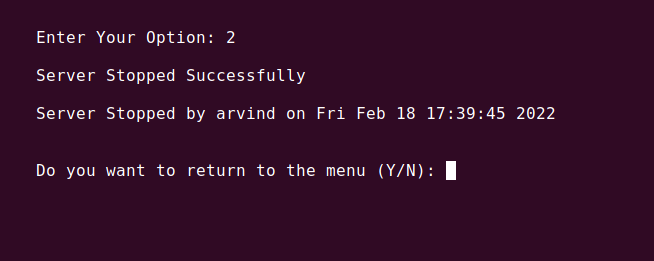 Enter Your Option: 2
Server Stopped Successfully
Server Stopped by arvind on Fri Feb 18 17:39:45 2022
Do you want to return to the menu (Y/N):